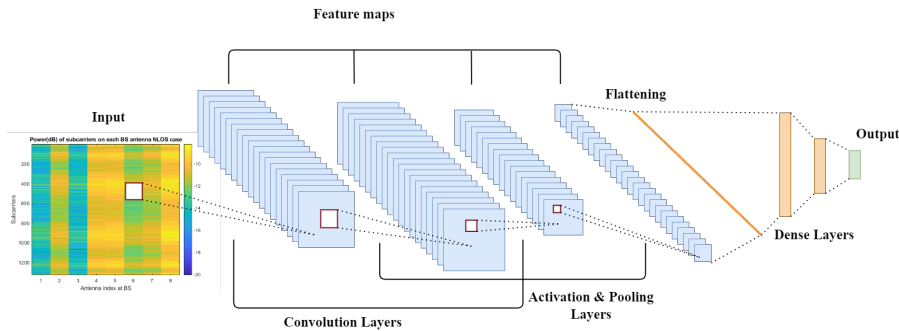 Feature maps
Input
Flattening
Output
Power(dB) of subcarriers on each BS antenna NLOS case
200
400
600
800
1000
1200
Subcarriers
1 2 3 4 5 6 7 8
Antenna index at BS
-10
-12
-14
-16
-18
-20
Dense Layers
Activation & Pooling
Layers
Convolution Layers